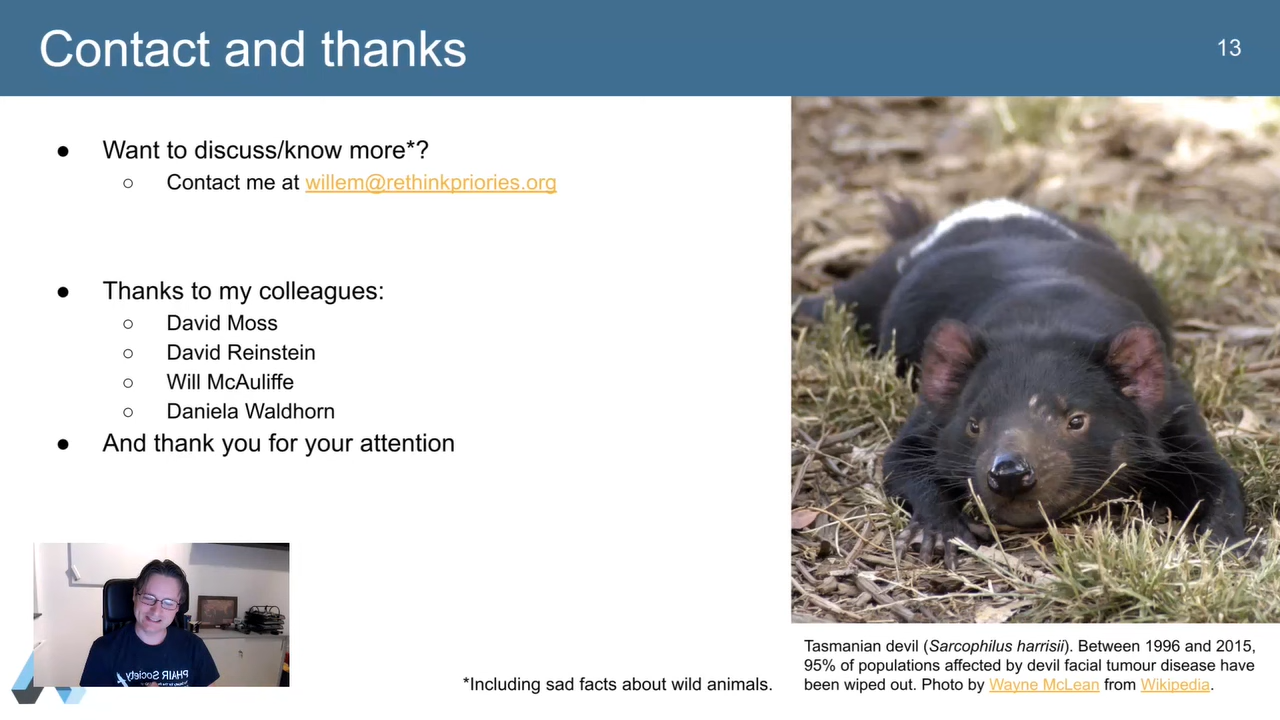 Contact and thanks
13
● Want to discuss/know more*?
○ Contact me at willem@rethinkpriories.org
● Thanks to my colleagues:
○ David Moss
○ David Reinstein
○ Will McAuliffe
○ Daniela Waldhorn
● And thank you for your attention
PHAIR Society
*Including sad facts about wild animals.
Tasmanian devil (Sarcophilus harrisii). Between 1996 and 2015,
95% of populations affected by devil facial tumour disease have
been wiped out. Photo by Wayne McLean from Wikipedia.